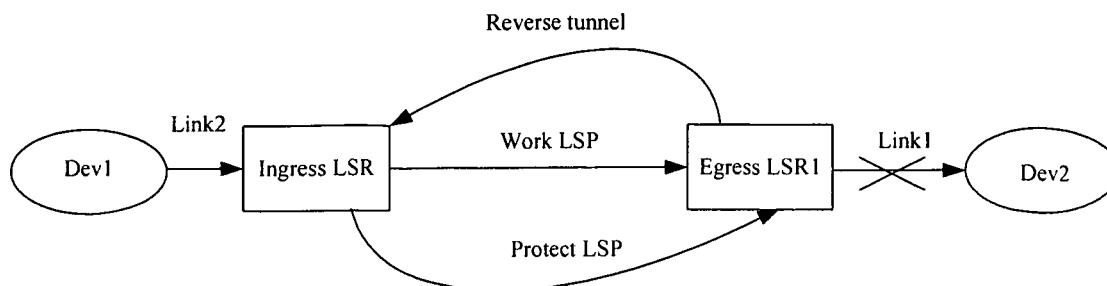 Reverse tunnel
Link2
Work LSP
Link1
Dev1
Ingress LSR
Egress LSR1
Dev2
Protect LSP